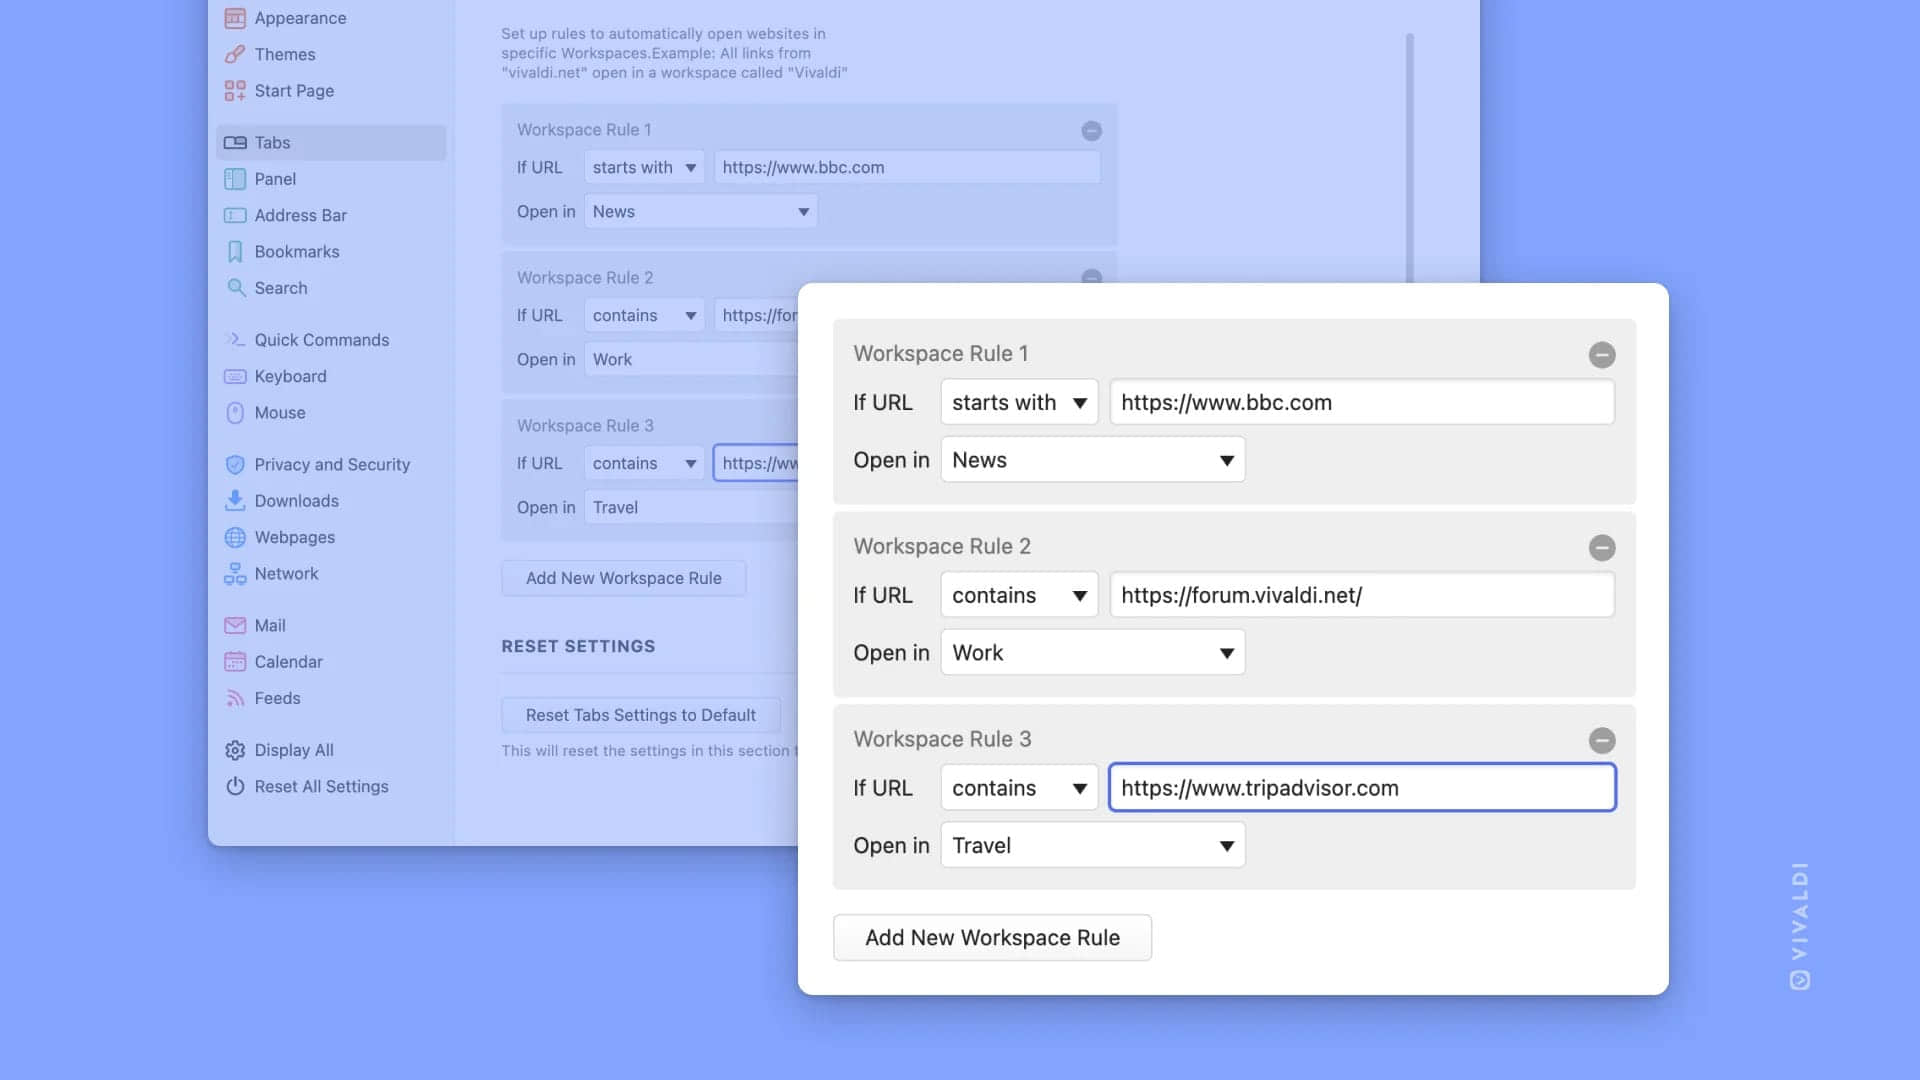 Appearance
Themes
Start Page
Tabs
Panel
Address Bar
Bookmarks
Search
Quick Commands
Keyboard
Mouse
Privacy and Security
Downloads
Webpages
Network
Mail
Calendar
Feeds
Display All
Reset All Settings
Set up rules to automatically open websites in
specific Workspaces.Example: All links from
"vivaldi.net" open in a workspace called "Vivaldi"
Workspace Rule 1
If URL starts with https://www.bbc.com
Open in News
Workspace Rule 2
If URL contains https://for
Open in Work
Workspace Rule 3
If URL contains https://ww
Open in Travel
Add New Workspace Rule
RESET SETTINGS
Reset Tabs Settings to Default
This will reset the settings in this section
Workspace Rule 1
If URL starts with https://www.bbc.com
Open in News
Workspace Rule 2
If URL contains https://forum.vivaldi.net/
Open in Work
Workspace Rule 3
If URL contains https://www.tripadvisor.com
Open in Travel
Add New Workspace Rule
VIVALDI